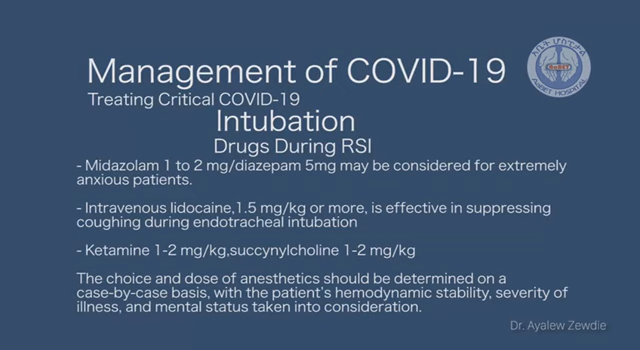 Management of COVID-19
Treating Critical COVID-19
Intubation
Drugs During RSI
- Midazolam 1 to 2 mg/diazepam 5mg may be considered for extremely
anxious patients.
- Intravenous lidocaine,1.5 mg/kg or more, is effective in suppressing
coughing during endotracheal intubation
- Ketamine 1-2 mg/kg,succynylcholine 1-2 mg/kg
The choice and dose of anesthetics should be determined on a
case-by-case basis, with the patient's hemodynamic stability, severity of
illness, and mental status taken into consideration.
Dr. Ayalew Zewdie